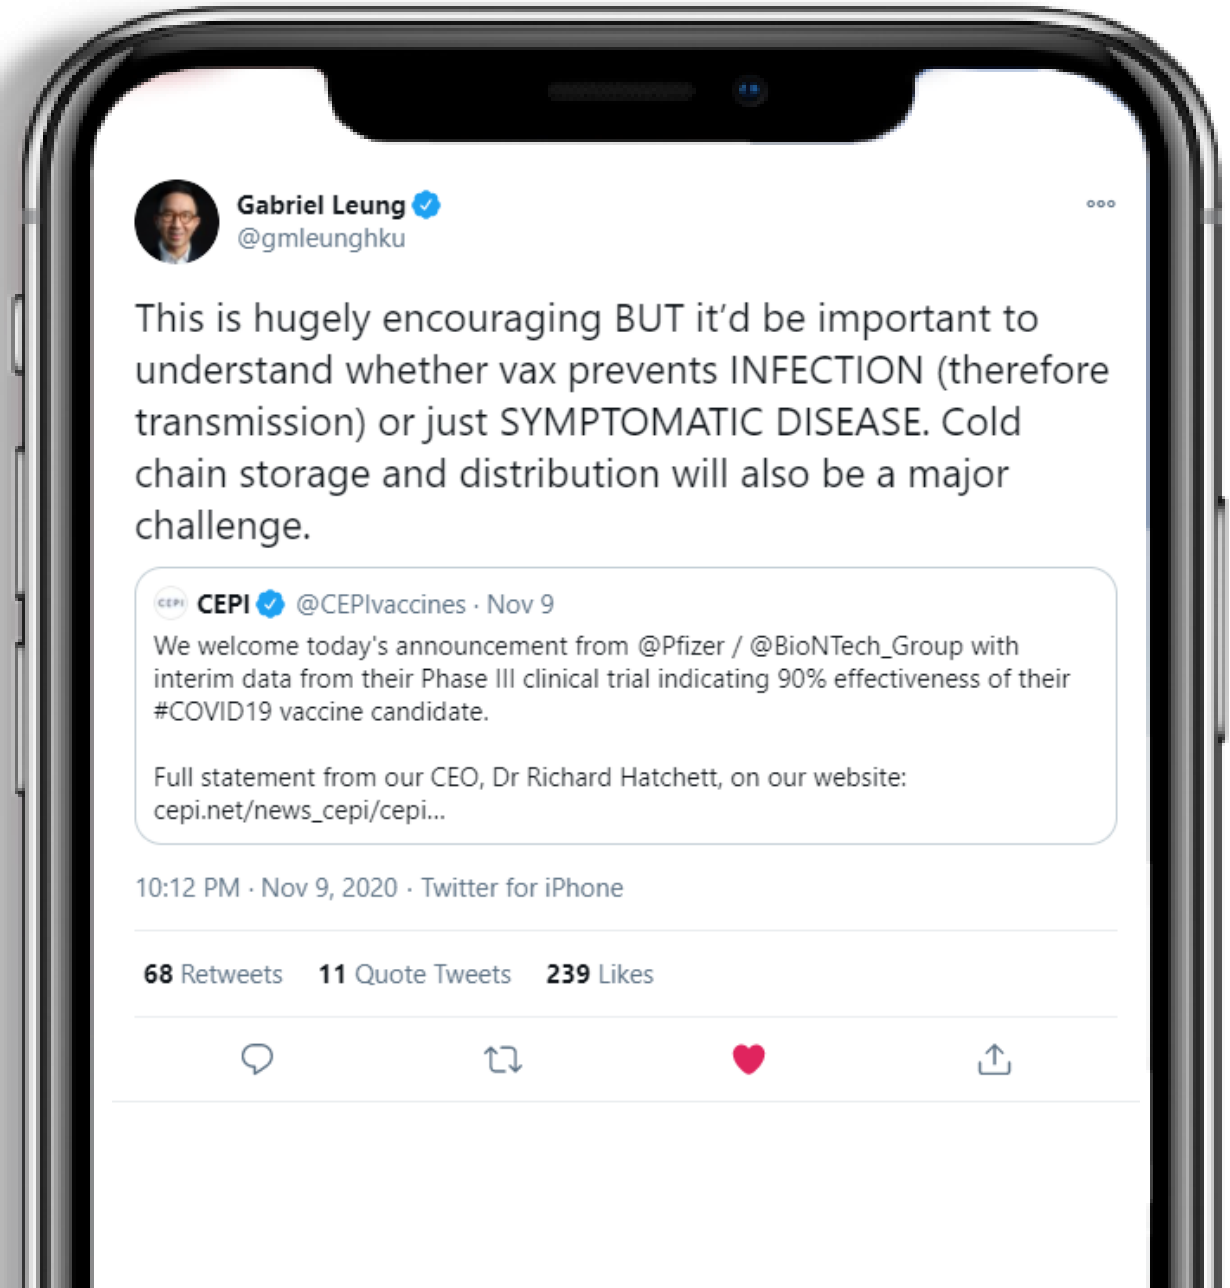 Gabriel Leung
@gmleunghku
This is hugely encouraging BUT it’d be important to
understand whether vax prevents INFECTION (therefore
transmission) or just SYMPTOMATIC DISEASE. Cold
chain storage and distribution will also be a major
challenge.
CEPI CEPI @CEPIvaccines · Nov 9
We welcome today's announcement from @Pfizer / @BioNTech_Group with
interim data from their Phase III clinical trial indicating 90% effectiveness of their
#COVID19 vaccine candidate.
Full statement from our CEO, Dr Richard Hatchett, on our website:
cepi.net/news_cepi/cepi...
10:12 PM · Nov 9, 2020 · Twitter for iPhone
68 Retweets 11 Quote Tweets 239 Likes